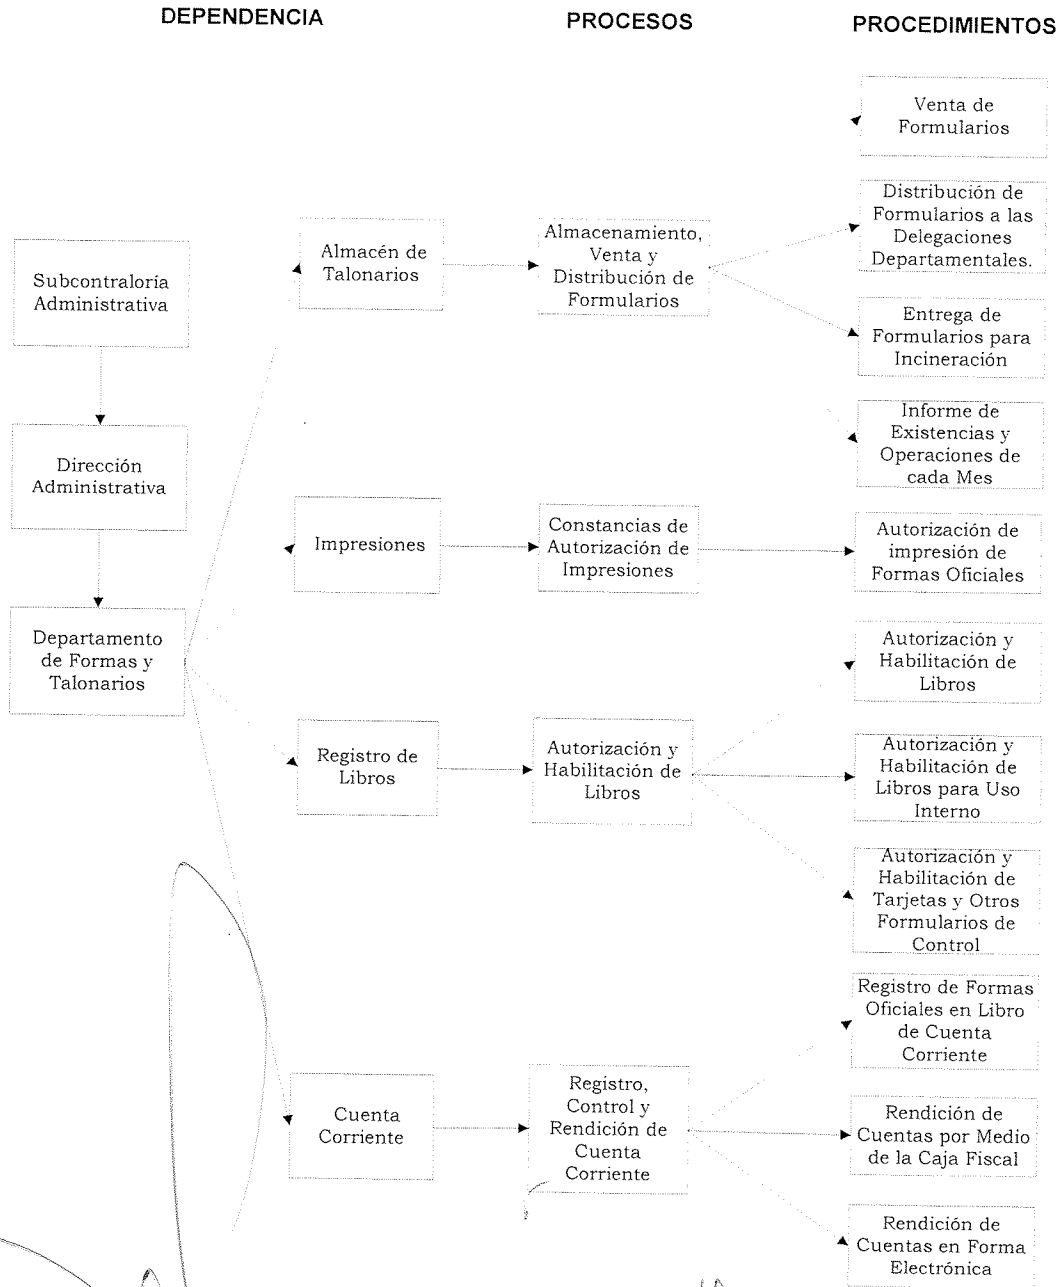 DEPENDENCIA
PROCESOS
PROCEDIMIENTOS
Subcontraloría
Administrativa
Dirección
Administrativa
Departamento
de Formas y
Talonarios
Almacén de
Talonarios
Impresiones
Registro de
Libros
Cuenta
Corriente
Almacenamiento,
Venta y
Distribución de
Formularios
Constancias de
Autorización de
Impresiones
Autorización y
Habilitación de
Libros
Registro,
Control y
Rendición de
Cuenta
Corriente
Venta de
Formularios
Distribución de
Formularios a las
Delegaciones
Departamentales.
Entrega de
Formularios para
Incineración
Informe de
Existencias y
Operaciones de
cada Mes
Autorización de
impresión de
Formas Oficiales
Autorización y
Habilitación de
Libros
Autorización y
Habilitación de
Libros para Uso
Interno
Autorización y
Habilitación de
Tarjetas y Otros
Formularios de
Control
Registro de Formas
Oficiales en Libro
de Cuenta
Corriente
Rendición de
Cuentas por Medio
de la Caja Fiscal
Rendición de
Cuentas en Forma
Electrónica